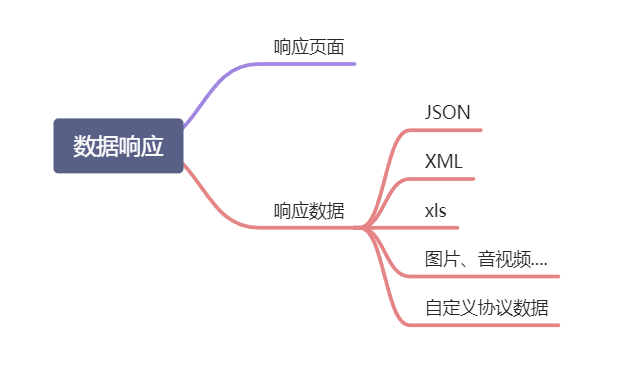 响应页面
JSON
数据响应
XML
响应数据
xls
图片、音视频....
自定义协议数据